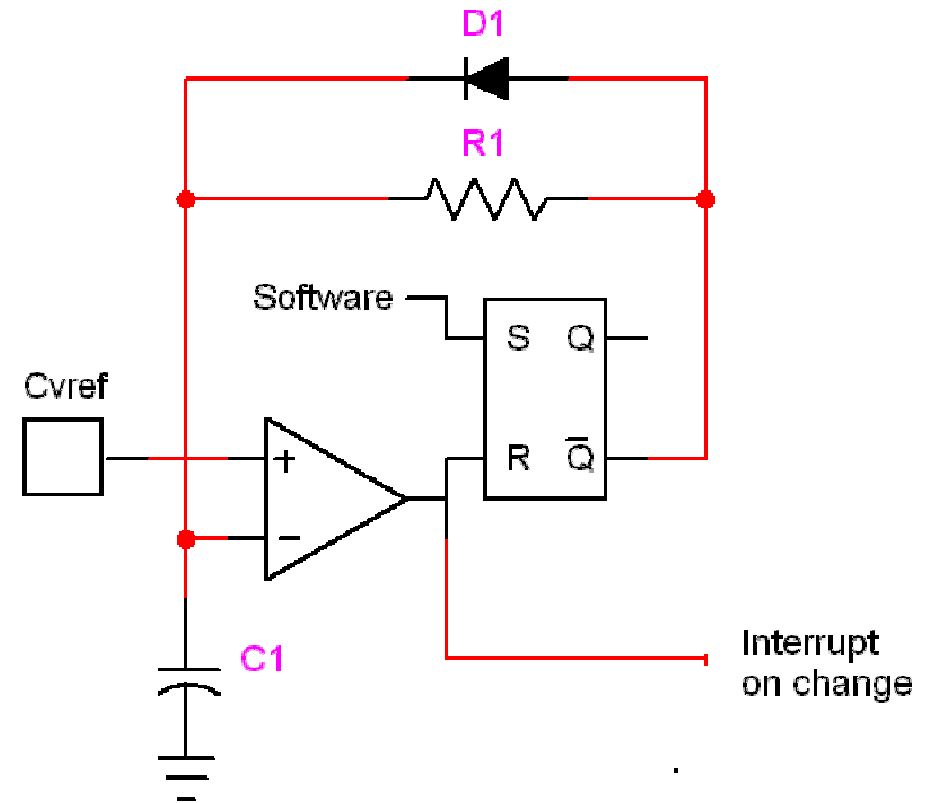 D1
R1
Software
S Q
Cvref
+
R Q̅
−
C1
Interrupt
on change